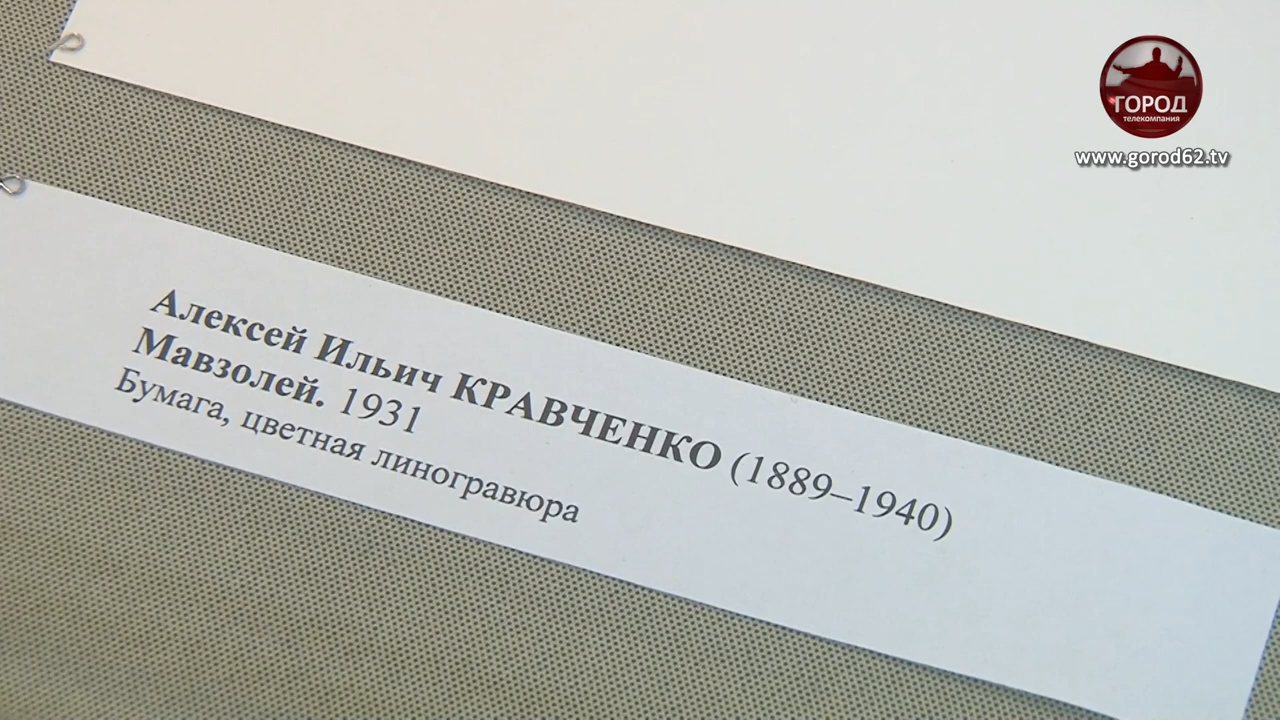 ГОРОД
телекомпания
www.gorod62.tv
Алексей Ильич КРАВЧЕНКО (1889–1940)
Мавзолей. 1931
Бумага, цветная линогравюра